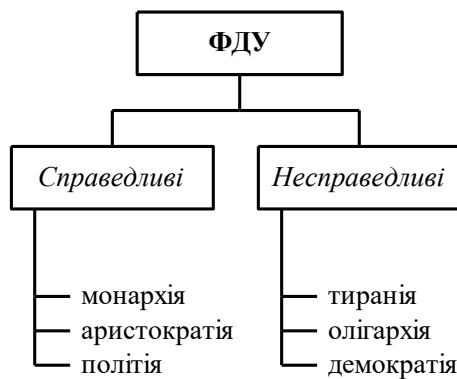 ФДУ
Справедливі
Несправедливі
монархія
аристократія
політія
тиранія
олігархія
демократія